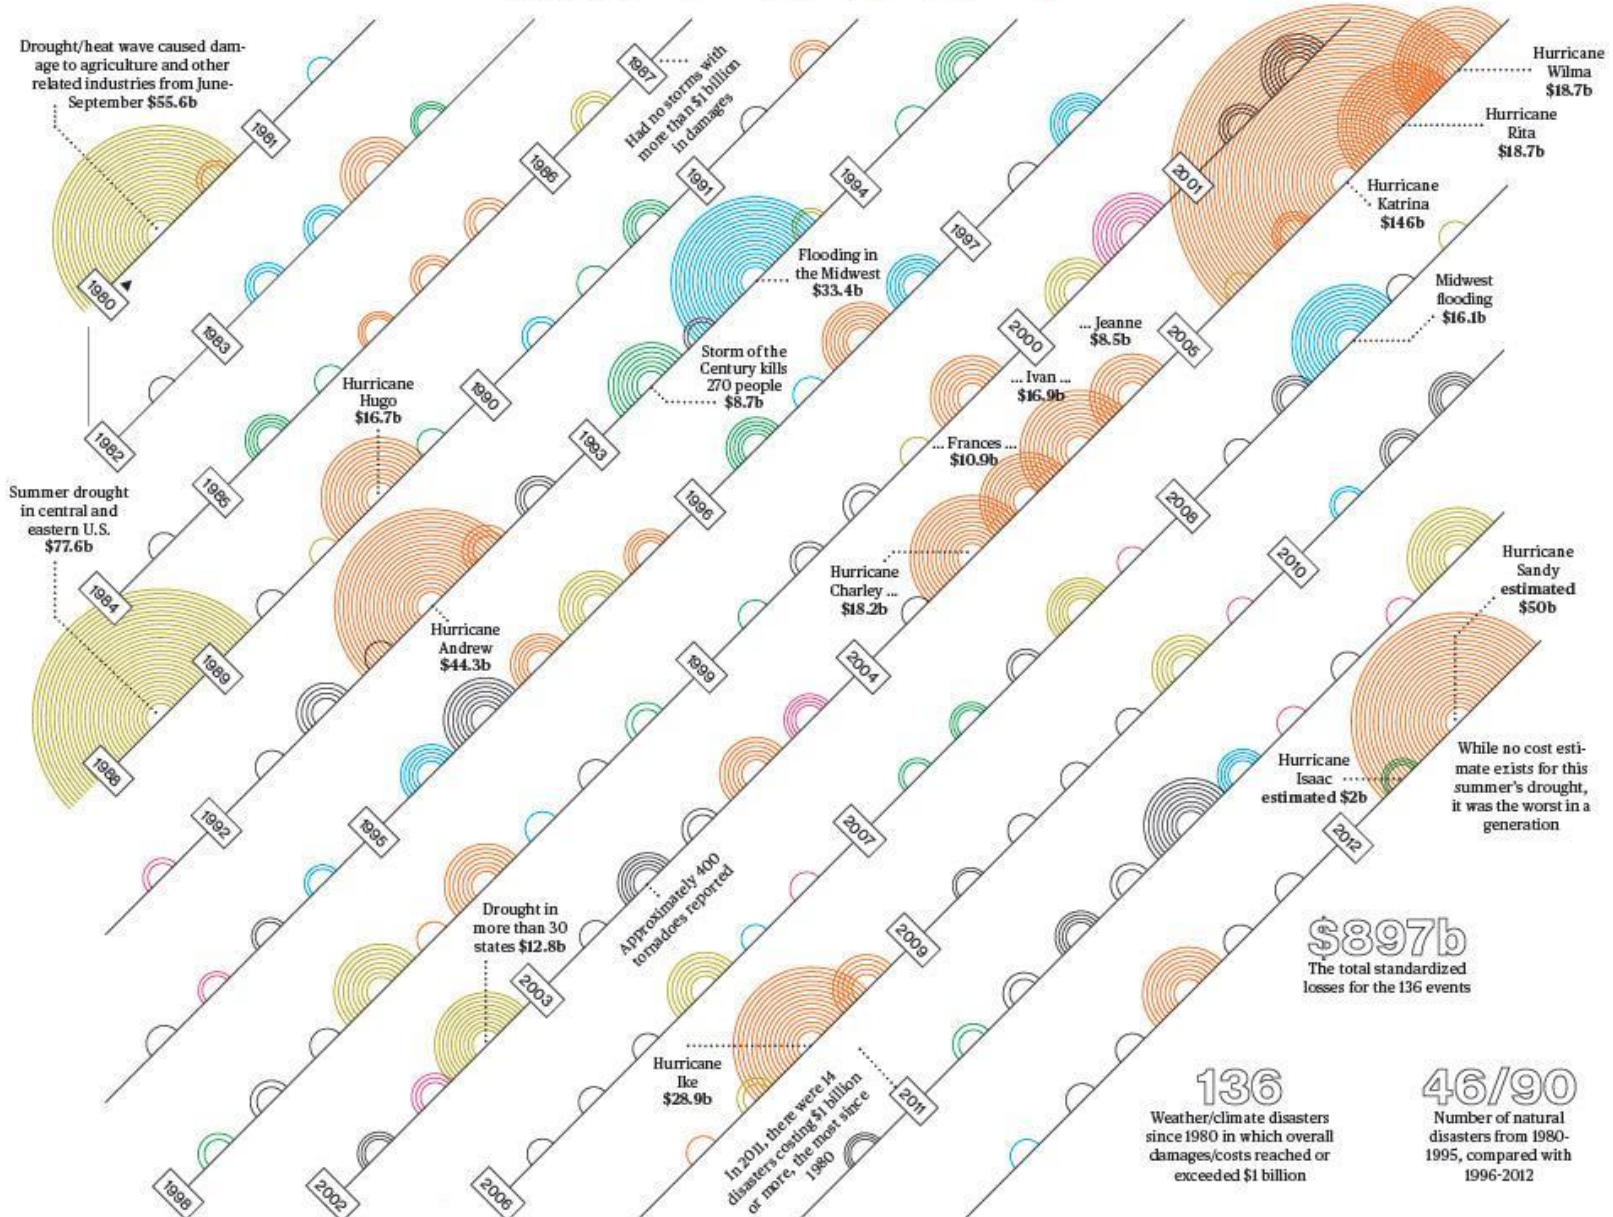 Drought/heat wave caused dam-
age to agriculture and other
related industries from June-
September $55.6b
1981
1980
1987
Had no storms with
more than $1 billion
in damages
1986
1991
1994
1997
2001
Hurricane
Wilma
$18.7b
Hurricane
Rita
$18.7b
Hurricane
Katrina
$146b
Flooding in
the Midwest
$33.4b
Midwest
flooding
$16.1b
1983
1982
Hurricane
Hugo
$16.7b
1990
1993
Storm of the
Century kills
270 people
$8.7b
2000
... Jeanne
$8.5b
2005
... Ivan ...
$16.9b
... Frances ...
$10.9b
Hurricane
Charley ...
$18.2b
1985
1984
1996
2008
2010
Summer drought
in central and
eastern U.S.
$77.6b
1989
1988
Hurricane
Andrew
$44.3b
1999
2004
Hurricane
Sandy
estimated
$50b
Hurricane
Isaac
estimated $2b
While no cost esti-
mate exists for this
summer's drought,
it was the worst in a
generation
1992
1995
2007
2012
Drought in
more than 30
states $12.8b
Approximately 400
tornadoes reported
2003
2009
$897b
The total standardized
losses for the 136 events
Hurricane
Ike
$28.9b
In 2011, there were 14
disasters costing $1 billion
or more, the most since
1980
2011
136
Weather/climate disasters
since 1980 in which overall
damages/costs reached or
exceeded $1 billion
46/90
Number of natural
disasters from 1980-
1995, compared with
1996-2012
1998
2002
2006